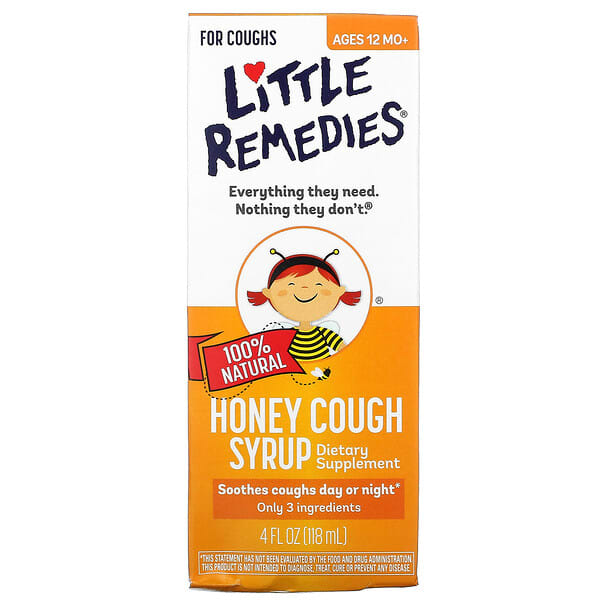 FOR COUGHS
AGES 12 MO+
LiTTLE
REMEDIES®
Everything they need.
Nothing they don't.®
®
100%
NATURAL
HONEY COUGH
SYRUP Dietary
Supplement
Soothes coughs day or night*
Only 3 ingredients
4 FL OZ (118 mL)
*THIS STATEMENT HAS NOT BEEN EVALUATED BY THE FOOD AND DRUG ADMINISTRATION.
THIS PRODUCT IS NOT INTENDED TO DIAGNOSE, TREAT, CURE OR PREVENT ANY DISEASE.